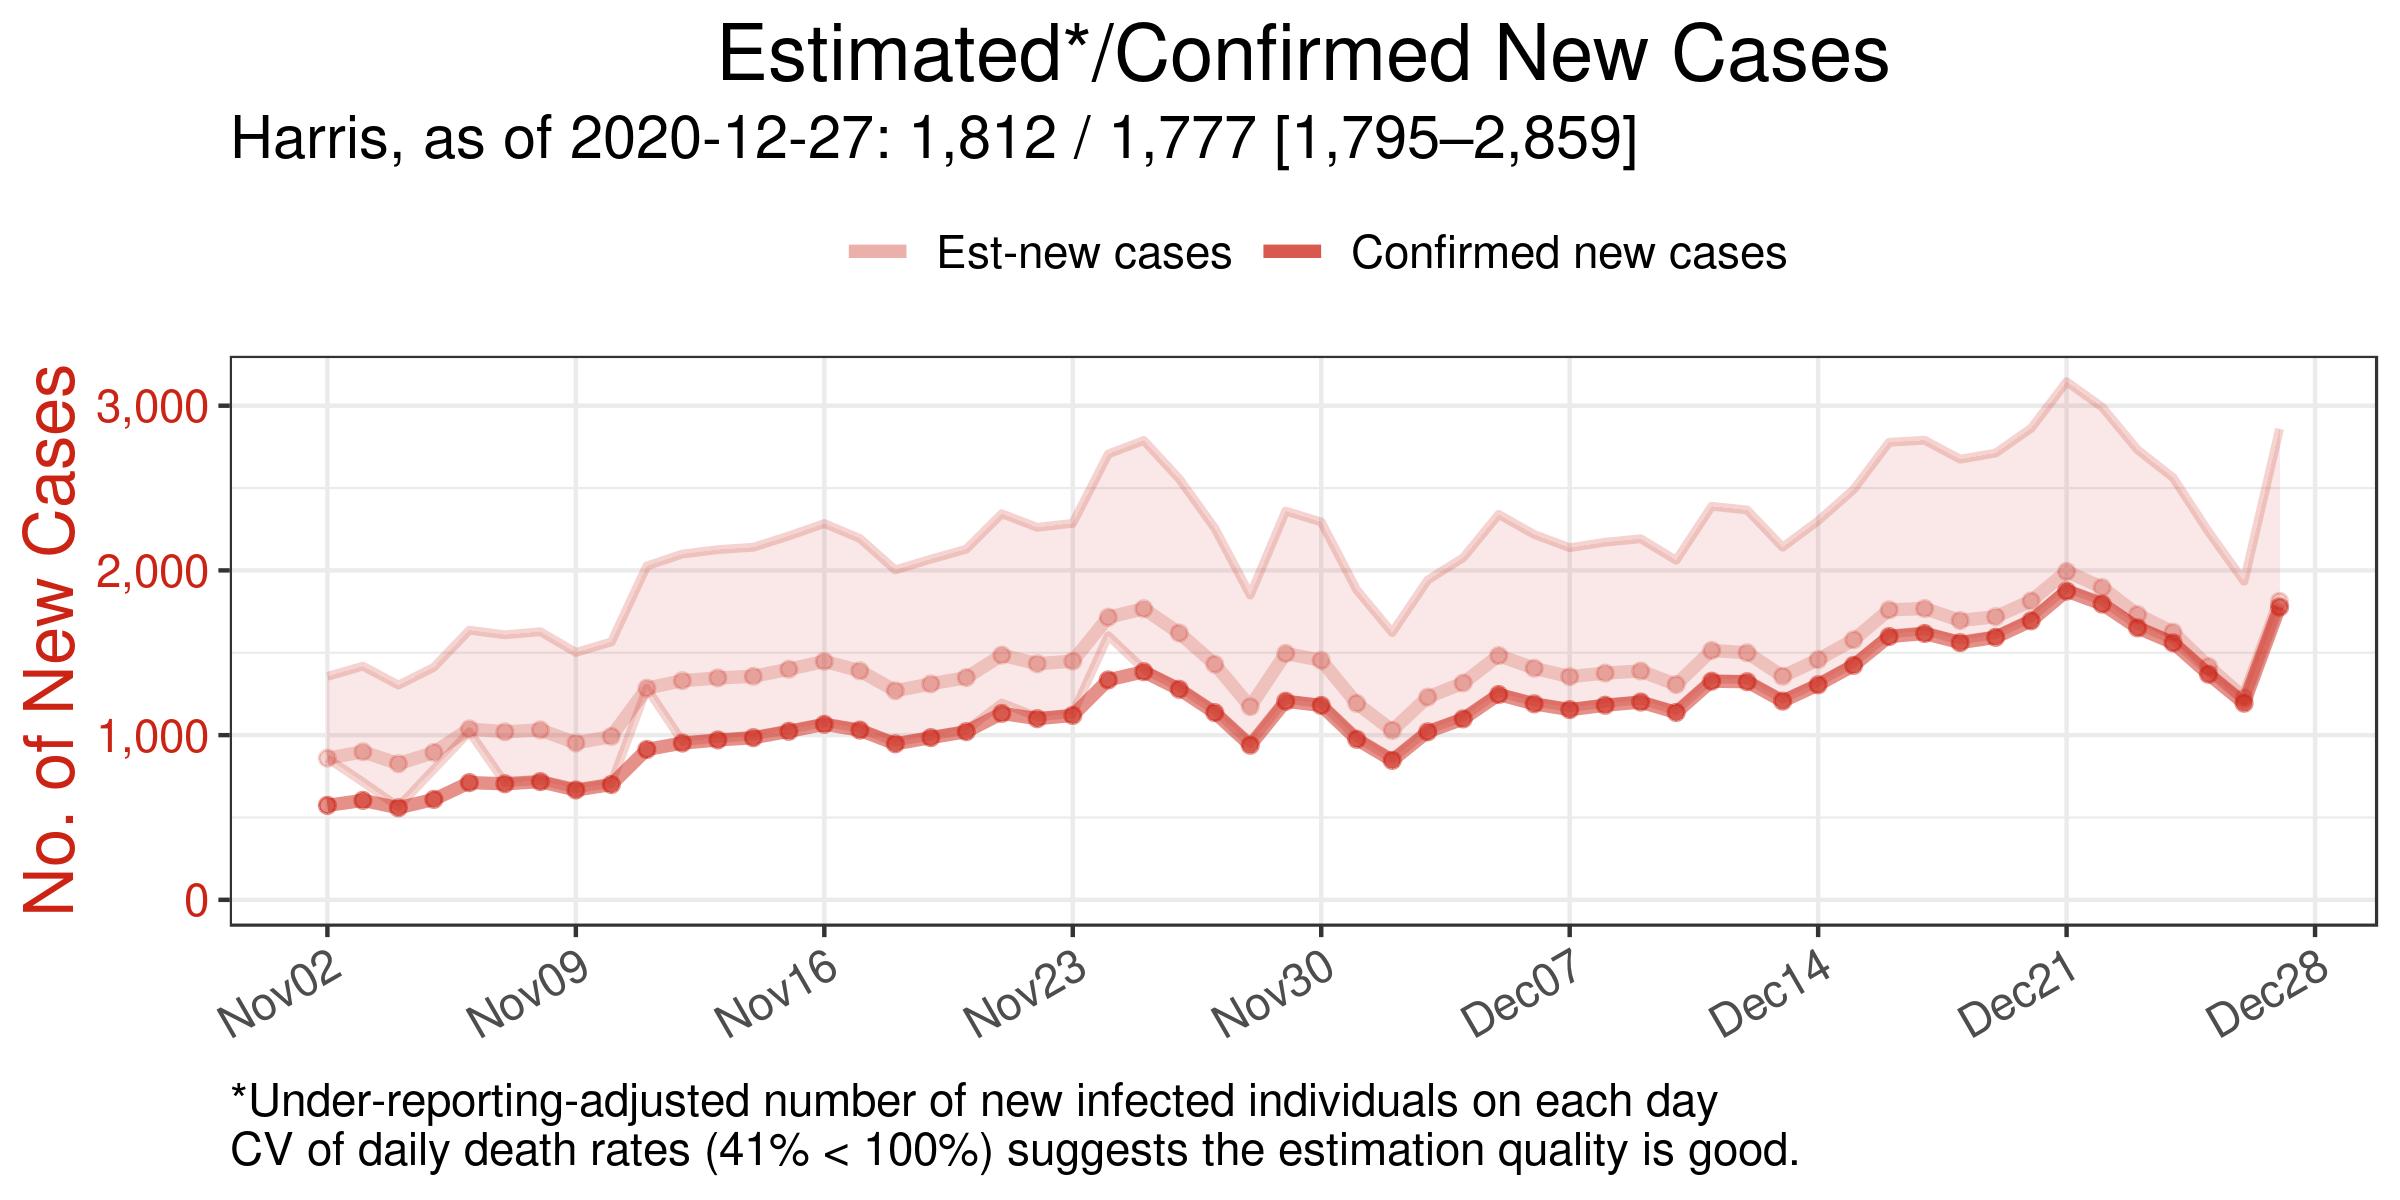 Estimated*/Confirmed New Cases
Harris, as of 2020-12-27: 1,812 / 1,777 [1,795–2,859]
Est-new cases
Confirmed new cases
No. of New Cases
3,000
2,000
1,000
0
Nov02
Nov09
Nov16
Nov23
Nov30
Dec07
Dec14
Dec21
Dec28
*Under-reporting-adjusted number of new infected individuals on each day
CV of daily death rates (41% < 100%) suggests the estimation quality is good.